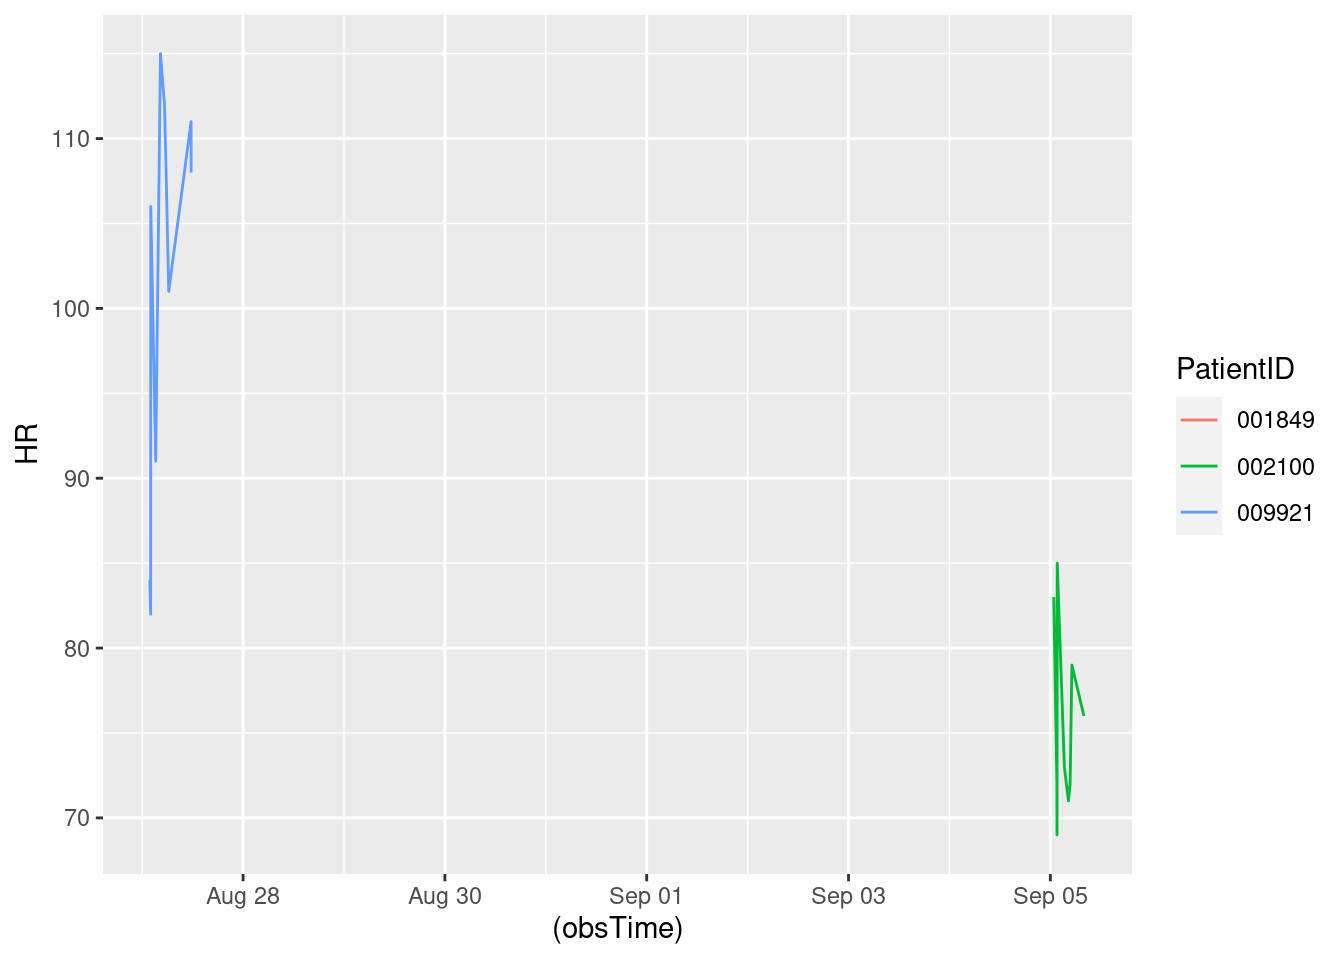 HR
110
100
90
80
70
Aug 28
Aug 30
Sep 01
Sep 03
Sep 05
(obsTime)
PatientID
001849
002100
009921